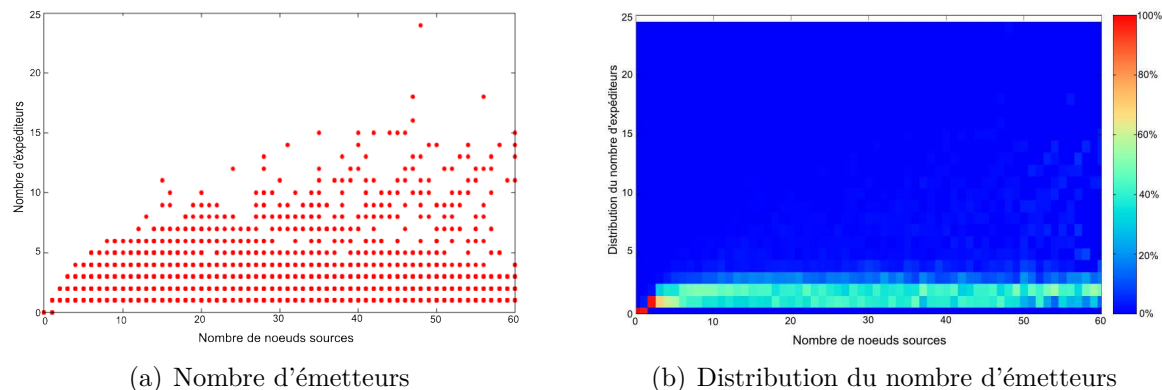 25
20
15
10
5
0
0 10 20 30 40 50 60
Nombre d'éxpéditeurs
Nombre de noeuds sources
(a) Nombre d'émetteurs
25
20
15
10
5
0
10 20 30 40 50 60
Distribution du nombre d'expéditeurs
Nombre de noeuds sources
100%
80%
60%
40%
20%
0%
(b) Distribution du nombre d'émetteurs